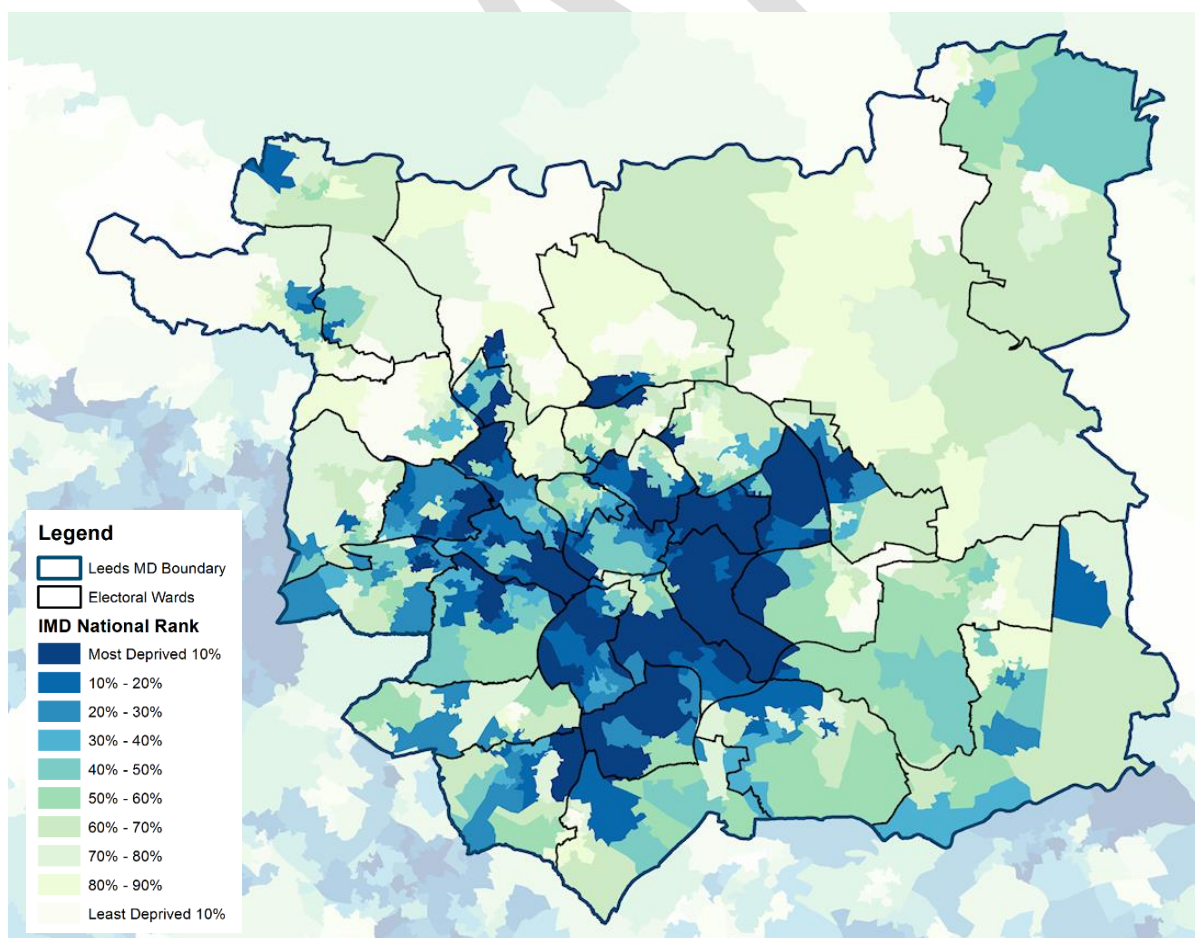 Legend
Leeds MD Boundary
Electoral Wards
IMD National Rank
Most Deprived 10%
10% - 20%
20% - 30%
30% - 40%
40% - 50%
50% - 60%
60% - 70%
70% - 80%
80% - 90%
Least Deprived 10%